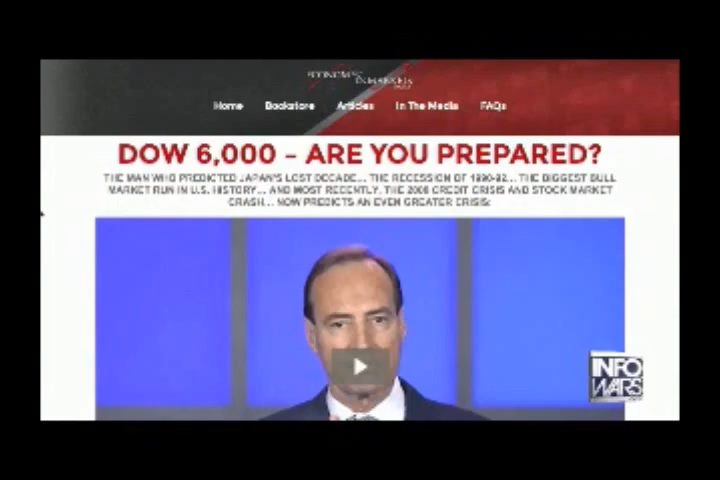 ECONOMY & MARKETS
Home Bookstore Articles In The Media FAQs
DOW 6,000 – ARE YOU PREPARED?
THE MAN WHO PREDICTED JAPAN'S LOST DECADE... THE RECESSION OF 1990-92... THE BIGGEST BULL
MARKET RUN IN U.S. HISTORY... AND MOST RECENTLY, THE 2008 CREDIT CRISIS AND STOCK MARKET
CRASH... NOW PREDICTS AN EVEN GREATER CRISIS:
INFO
WARS